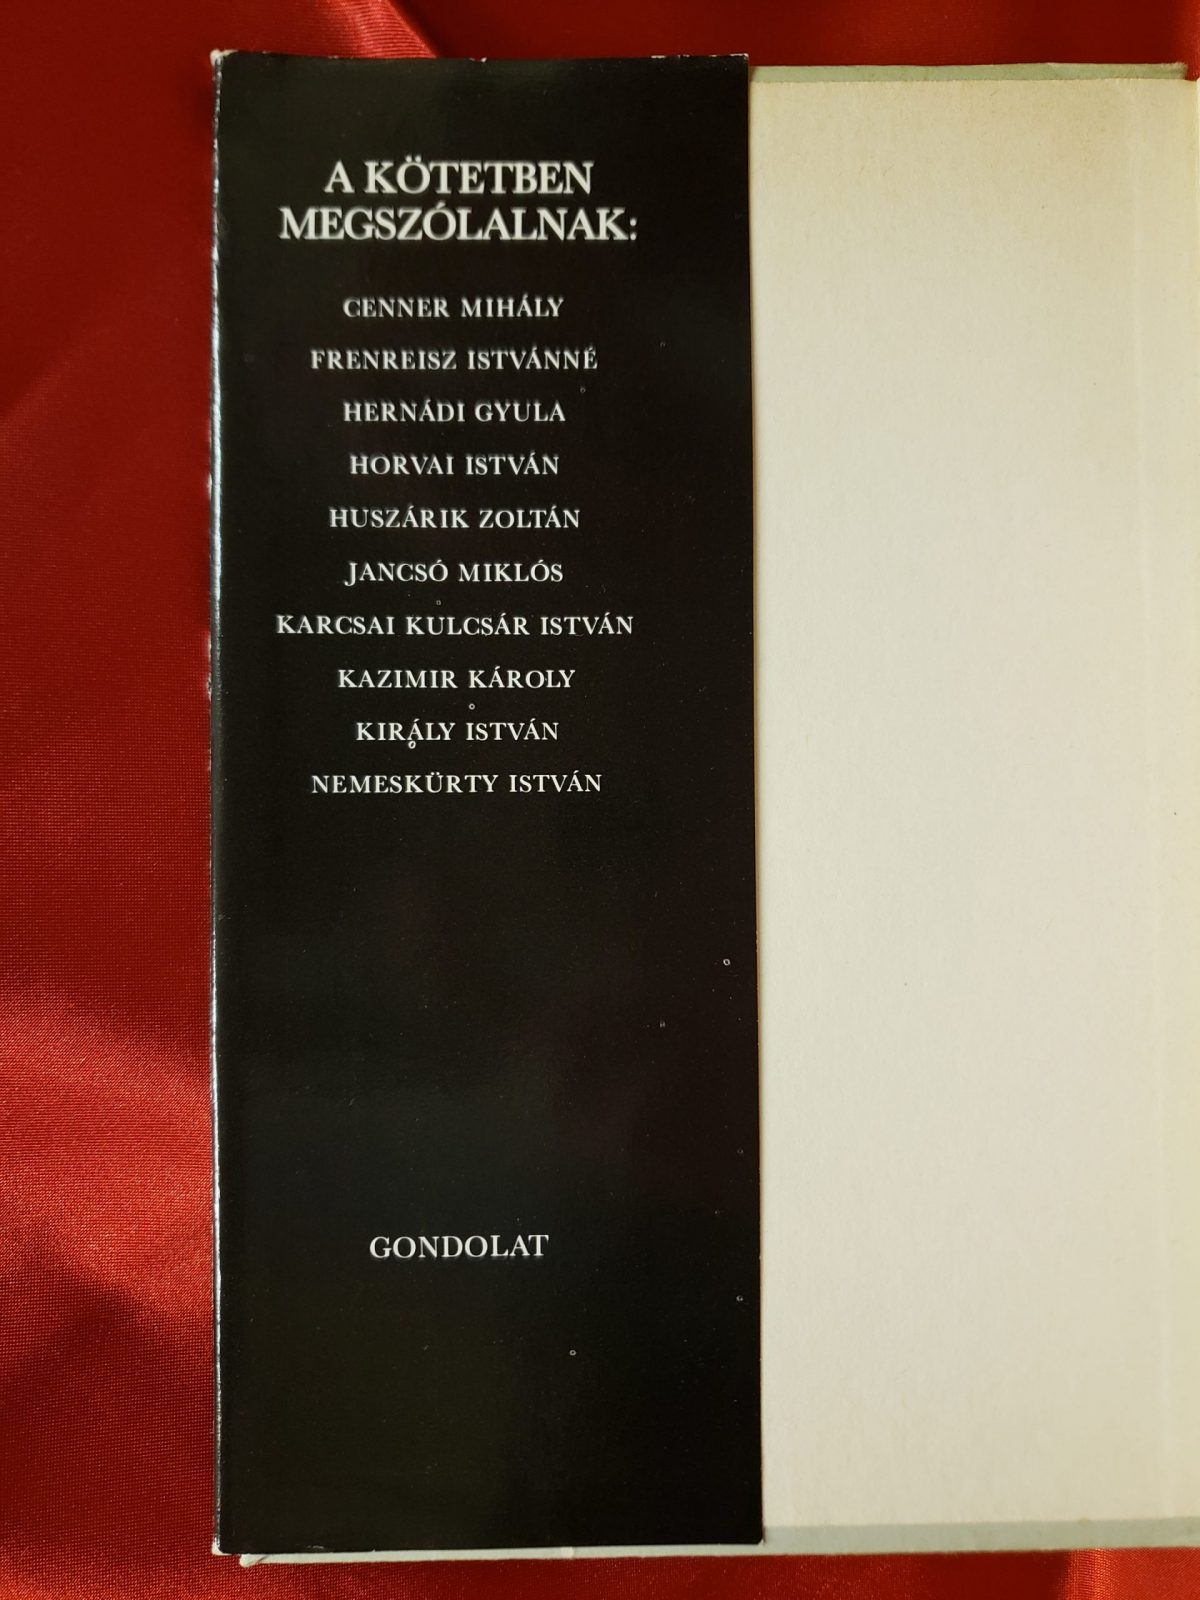 A KÖTETBEN
MEGSZÓLALNAK:
CENNER MIHÁLY
FRENREISZ ISTVÁNNÉ
HERNÁDI GYULA
HORVAI ISTVÁN
HUSZÁRIK ZOLTÁN
JANCSÓ MIKLÓS
KARCSAI KULCSÁR ISTVÁN
KAZIMIR KÁROLY
KIRÁLY ISTVÁN
NEMESKÜRTY ISTVÁN
GONDOLAT